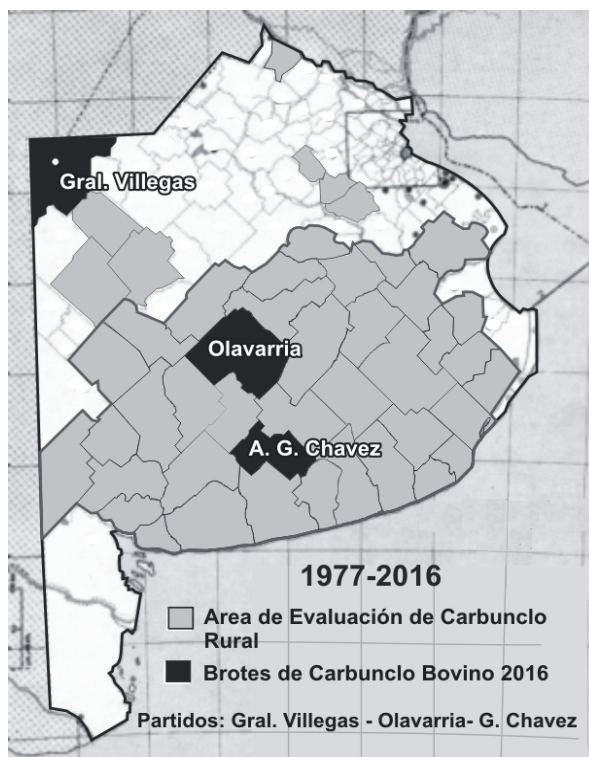 Gral. Villegas
Olavarria
A. G. Chavez
1977-2016
Area de Evaluación de Carbunclo
Rural
Brotes de Carbunclo Bovino 2016
Partidos: Gral. Villegas - Olavarria- G. Chavez